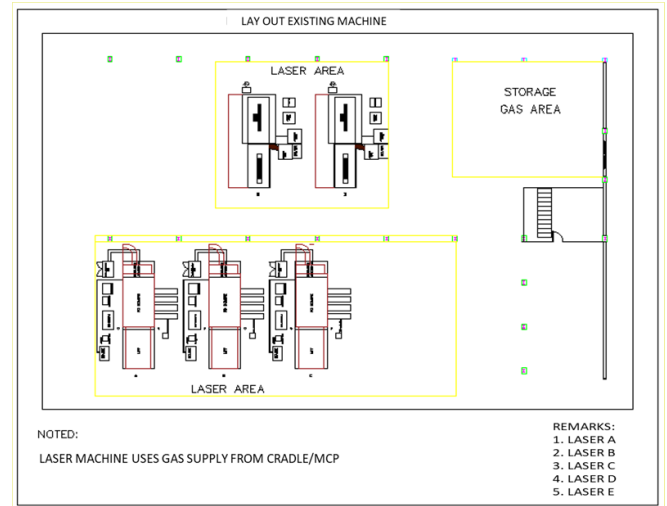 LAY OUT EXISTING MACHINE
LASER AREA
STORAGE
GAS AREA
LASER AREA
NOTED:
LASER MACHINE USES GAS SUPPLY FROM CRADLE/MCP
REMARKS:
1. LASER A
2. LASER B
3. LASER C
4. LASER D
5. LASER E